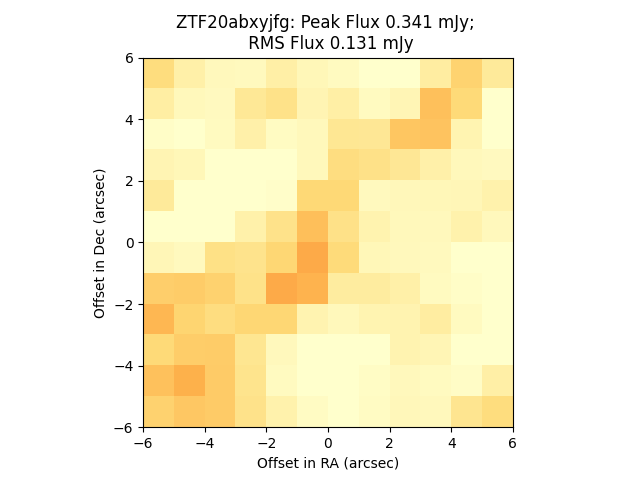 ZTF20abxyjfg: Peak Flux 0.341 mJy;
RMS Flux 0.131 mJy
6
4
2
0
−2
−4
−6
Offset in Dec (arcsec)
−6 −4 −2 0 2 4 6
Offset in RA (arcsec)